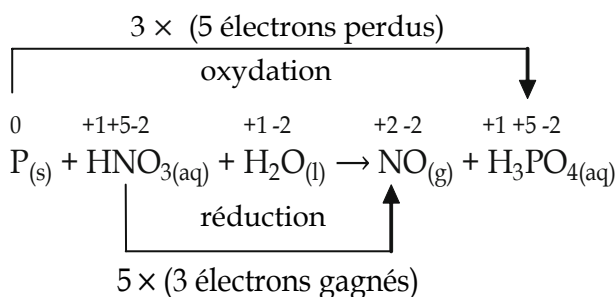 3 × (5 électrons perdus)
oxydation
0 +1+5-2 +1 -2 +2 -2 +1 +5 -2
P(s) + HNO3(aq) + H2O(l) → NO(g) + H3PO4(aq)
réduction
5 × (3 électrons gagnés)